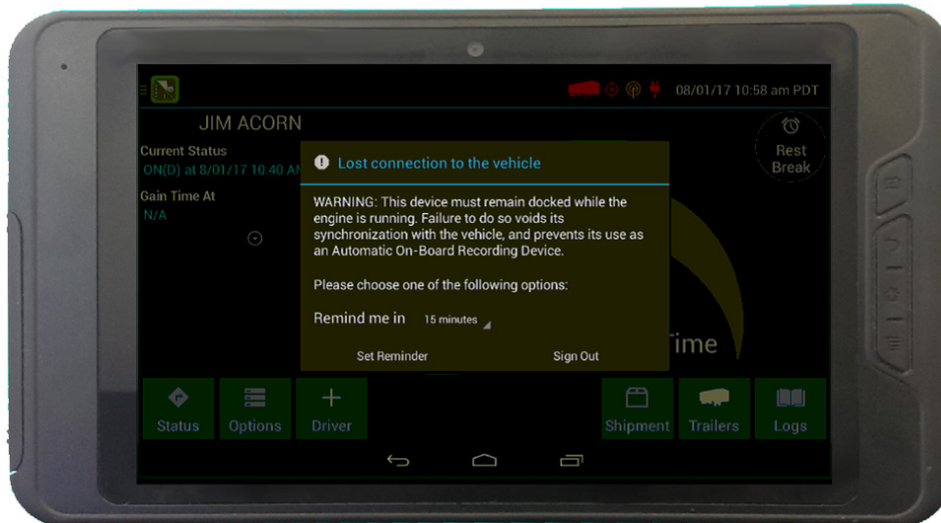 08/01/17 10:58 am PDT
JIM ACORN
Current Status
ON(D) at 8/01/17 10:40 AM
Gain Time At
N/A
Rest
Break
Lost connection to the vehicle
WARNING: This device must remain docked while the
engine is running. Failure to do so voids its
synchronization with the vehicle, and prevents its use as
an Automatic On-Board Recording Device.
Please choose one of the following options:
Remind me in 15 minutes
Set Reminder Sign Out
Time
Status Options Driver Shipment Trailers Logs